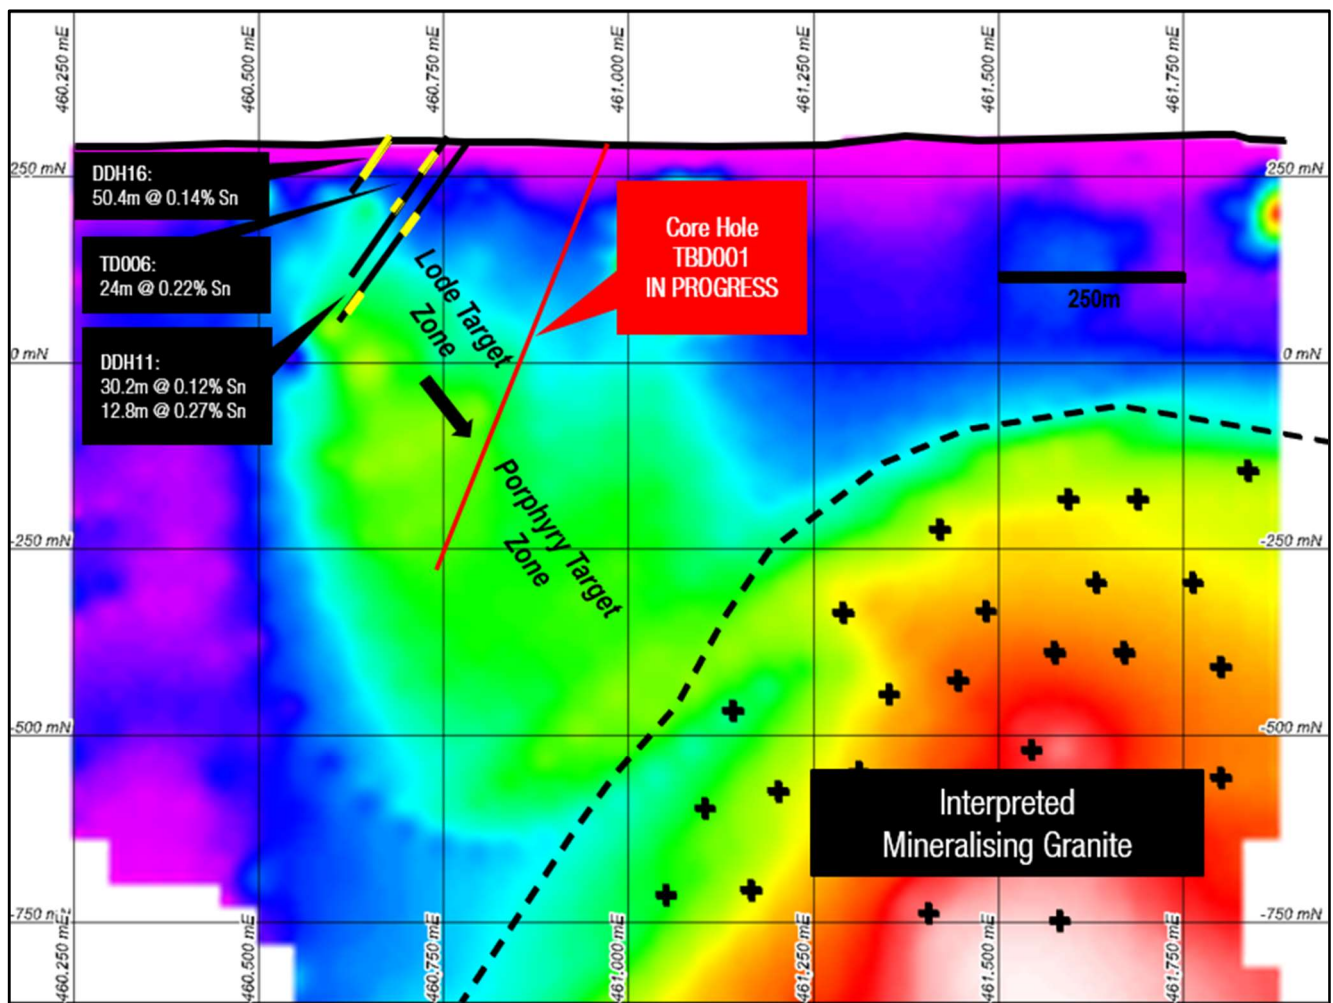 460.250 mE
460.500 mE
460.750 mE
461.000 mE
461.250 mE
461.500 mE
461.750 mE
250 mN
250 mN
DDH16:
50.4m @ 0.14% Sn
TD006:
24m @ 0.22% Sn
DDH11:
30.2m @ 0.12% Sn
12.8m @ 0.27% Sn
Core Hole
TBD001
IN PROGRESS
Lode Target
Zone
250m
0 mN
0 mN
Porphyry Target
Zone
-250 mN
-250 mN
-500 mN
-500 mN
Interpreted
Mineralising Granite
-750 mN
-750 mN
460.250 mE
460.500 mE
460.750 mE
461.000 mE
461.250 mE
461.500 mE
461.750 mE